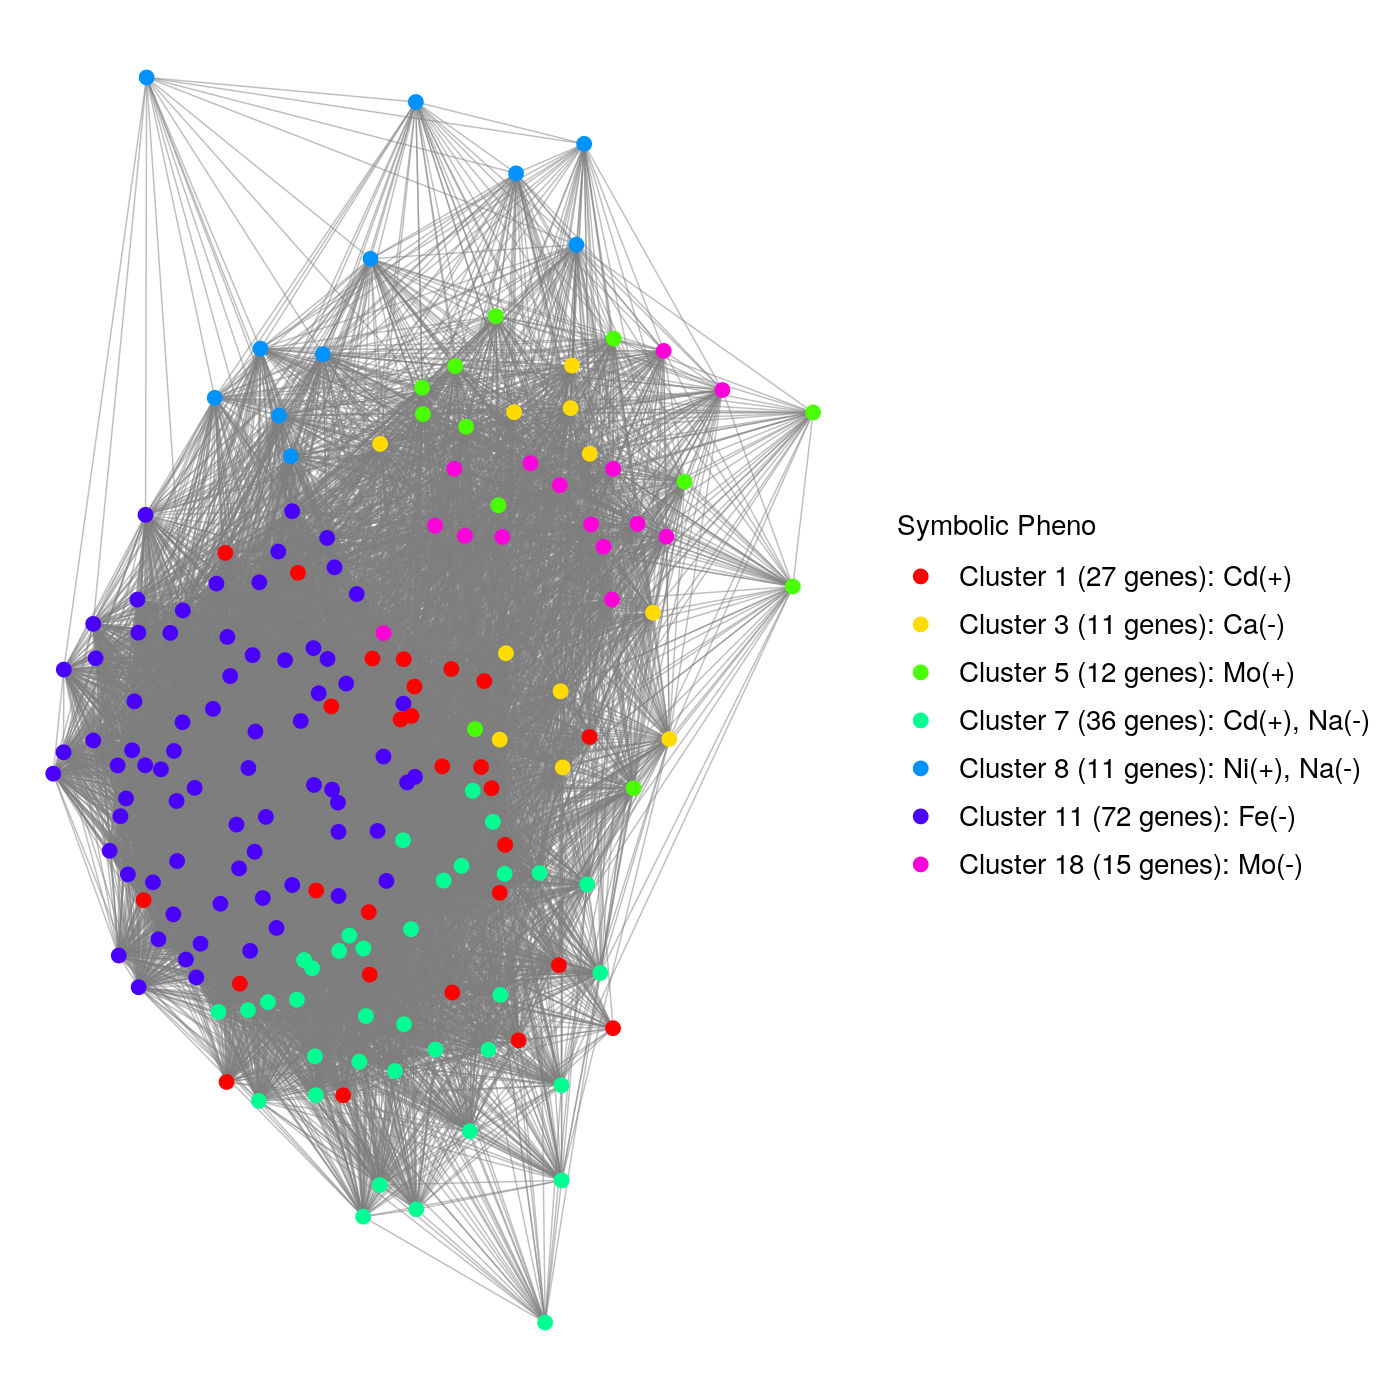 Symbolic Pheno
Cluster 1 (27 genes): Cd(+)
Cluster 3 (11 genes): Ca(-)
Cluster 5 (12 genes): Mo(+)
Cluster 7 (36 genes): Cd(+), Na(-)
Cluster 8 (11 genes): Ni(+), Na(-)
Cluster 11 (72 genes): Fe(-)
Cluster 18 (15 genes): Mo(-)